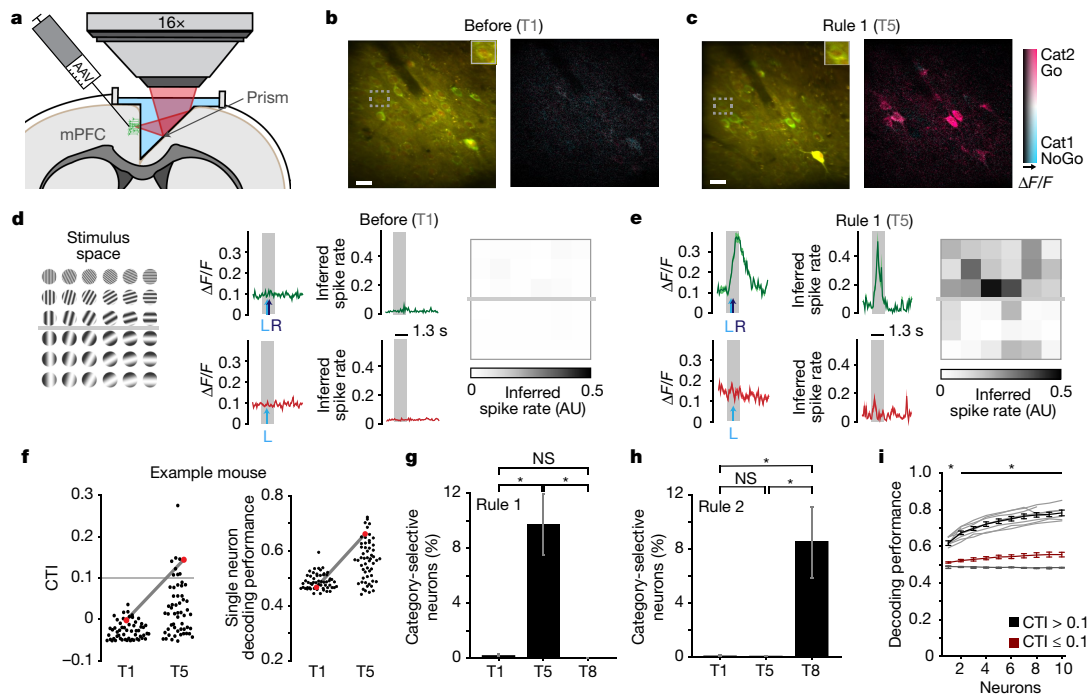 a
16×
AAV
Prism
mPFC
b
Before (T1)
c
Rule 1 (T5)
Cat2
Go
Cat1
NoGo
ΔF/F
d
Stimulus
space
Before (T1)
ΔF/F
0.3
0.2
0.1
L R
Inferred
spike rate
0.4
0.2
0
1.3 s
ΔF/F
0.3
0.2
0.1
L
Inferred
spike rate
0.4
0.2
0
0
0.5
Inferred
spike rate (AU)
e
Rule 1 (T5)
ΔF/F
0.3
0.2
0.1
L R
Inferred
spike rate
0.4
0.2
0
1.3 s
ΔF/F
0.3
0.2
0.1
L
Inferred
spike rate
0.4
0.2
0
0
0.5
Inferred
spike rate (AU)
f
Example mouse
CTI
0.3
0.2
0.1
0
–0.1
T1 T5
Single neuron
decoding performance
0.8
0.6
0.4
0.2
T1 T5
g
NS
* *
Rule 1
Category-selective
neurons (%)
12
10
8
6
4
2
0
T1 T5 T8
h
*
NS *
Rule 2
Category-selective
neurons (%)
12
10
8
6
4
2
0
T1 T5 T8
i
* *
Decoding performance
1.0
0.8
0.6
0.4
0.2
0
CTI > 0.1
CTI ≤ 0.1
2 4 6 8 10
Neurons